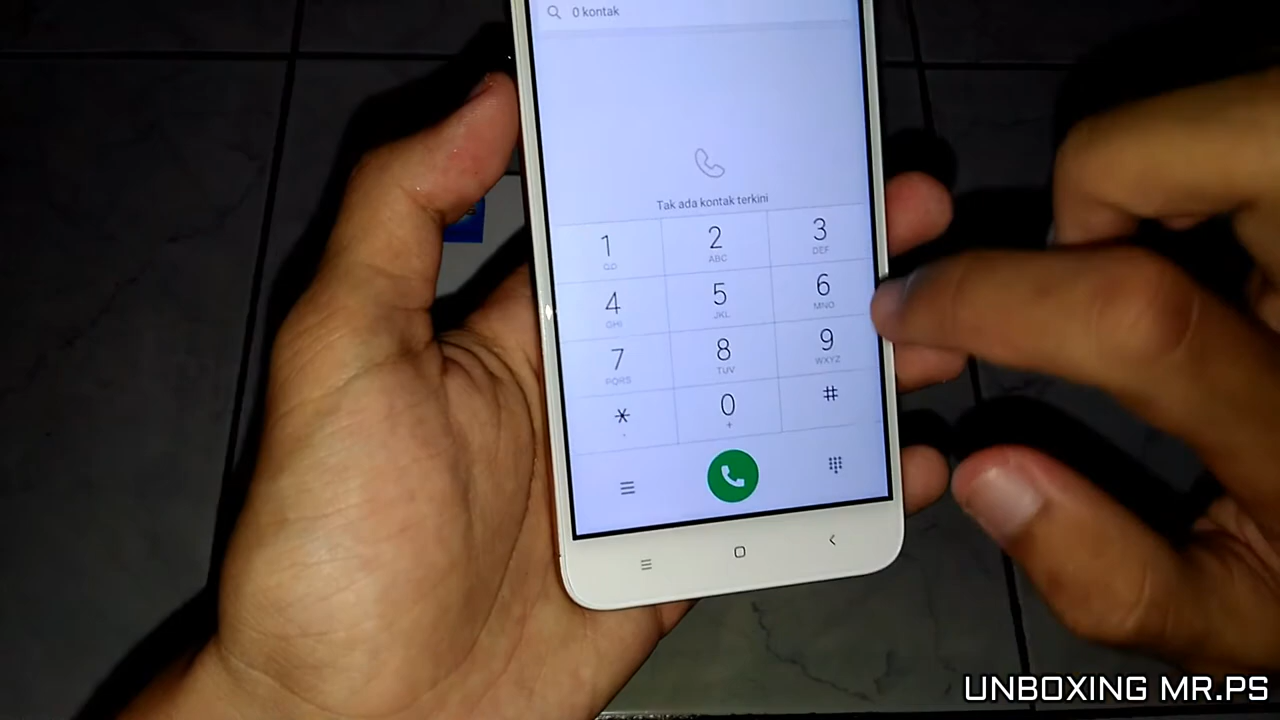 0 kontak
Tak ada kontak terkini
1 2 3
ABC DEF
4 5 6
GHI JKL MNO
7 8 9
PQRS TUV WXYZ
* 0 #
+
UNBOXING MR.PS